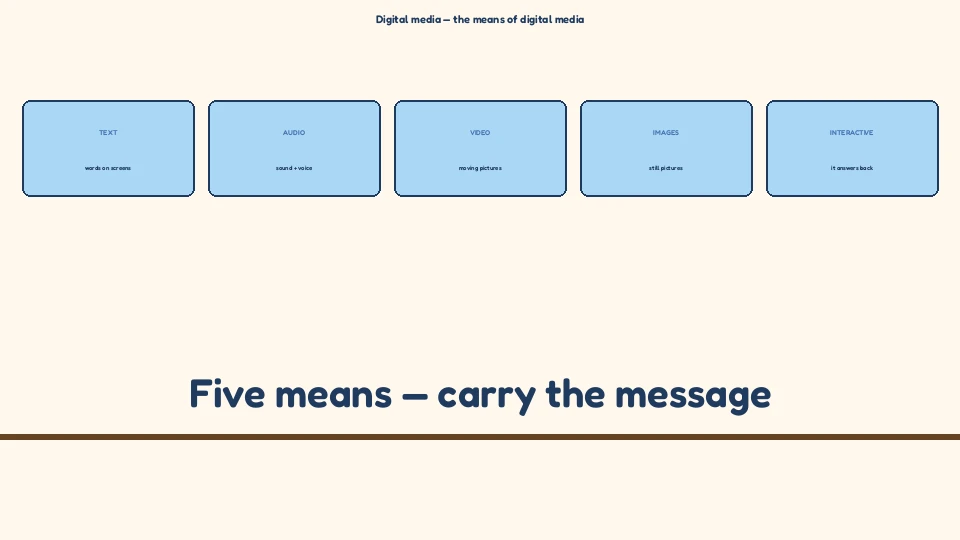 Digital media — the means of digital media
TEXT
words on screens
AUDIO
sound + voice
VIDEO
moving pictures
IMAGES
still pictures
INTERACTIVE
it answers back
Five means — carry the message